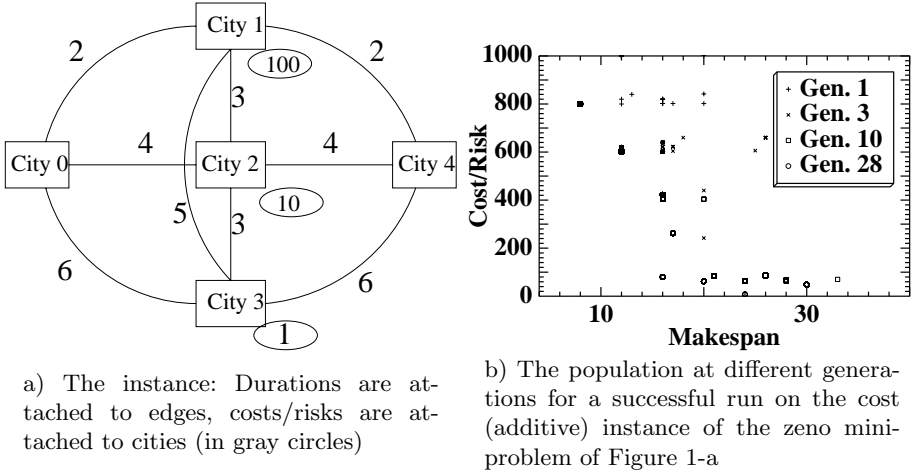 City 1
100
2
2
3
4
4
City 0
City 2
City 4
10
5
3
6
6
City 3
1
a) The instance: Durations are at-
tached to edges, costs/risks are at-
tached to cities (in gray circles)
1000
800
600
400
200
0
Cost/Risk
10
30
Makespan
Gen. 1
Gen. 3
Gen. 10
Gen. 28
b) The population at different genera-
tions for a successful run on the cost
(additive) instance of the zeno mini-
problem of Figure 1-a